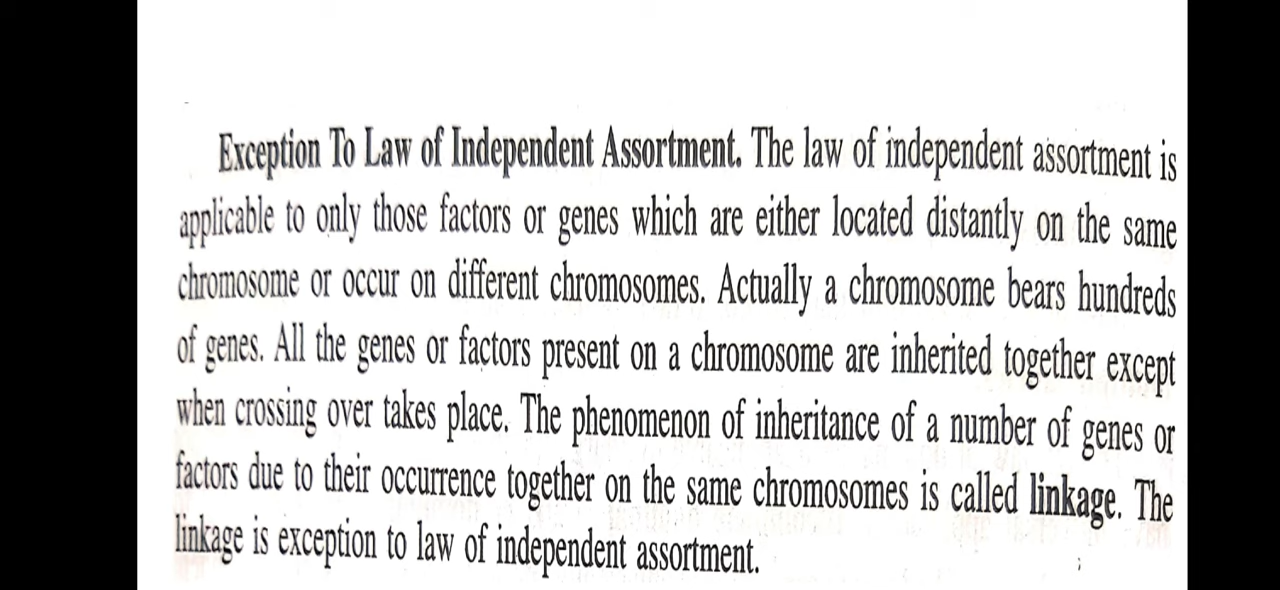 Exception To Law of Independent Assortment. The law of independent assortment is
applicable to only those factors or genes which are either located distantly on the same
chromosome or occur on different chromosomes. Actually a chromosome bears hundreds
of genes. All the genes or factors present on a chromosome are inherited together except
when crossing over takes place. The phenomenon of inheritance of a number of genes or
factors due to their occurrence together on the same chromosomes is called linkage. The
linkage is exception to law of independent assortment.